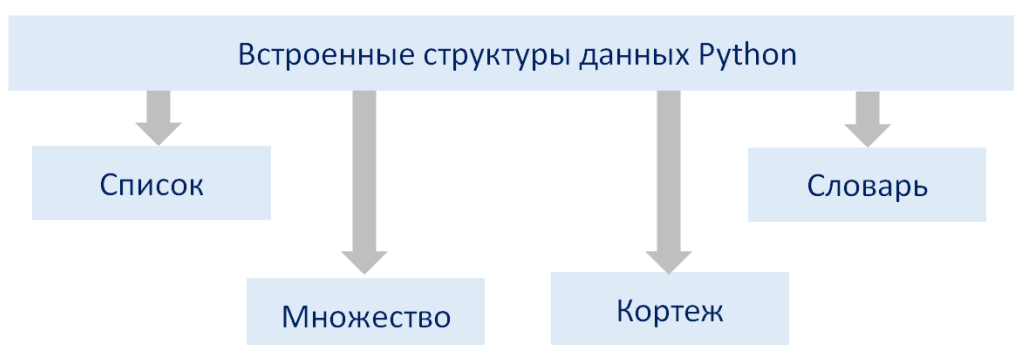 Встроенные структуры данных Python
Список
Словарь
Множество
Кортеж